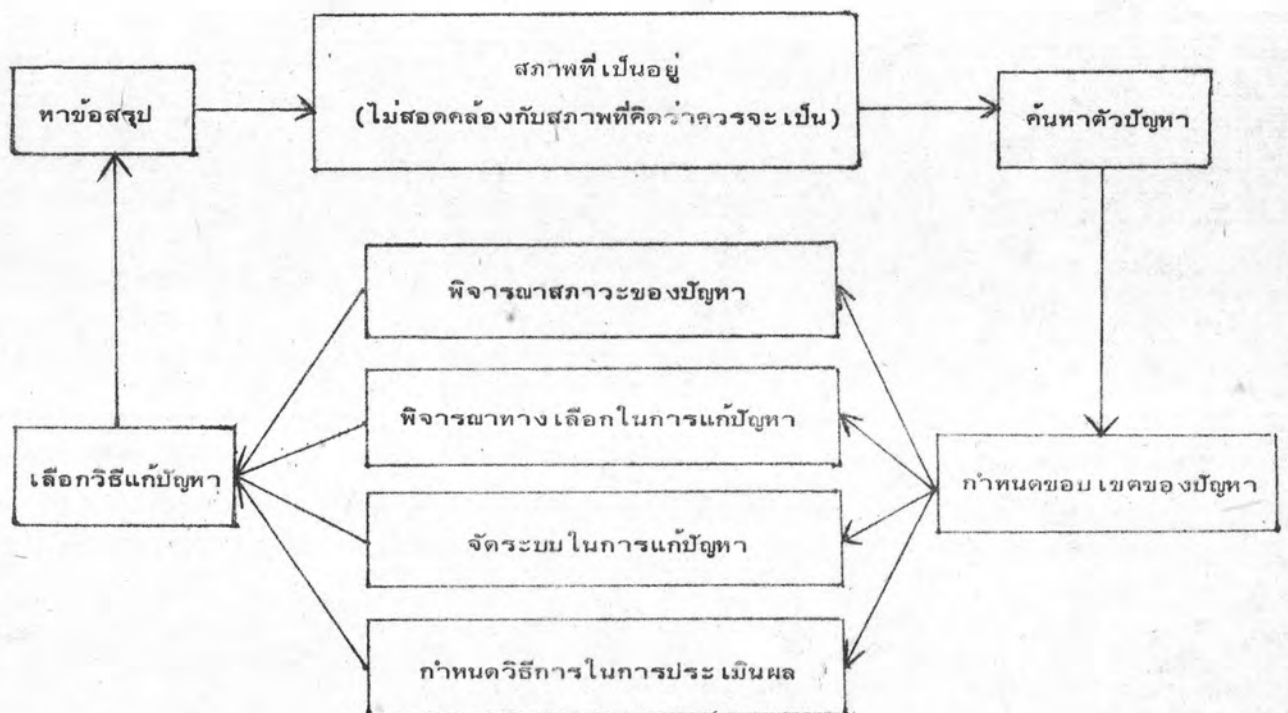 สภาพที่เป็นอยู่
หาข้อสรุป
(ไม่สอดคล้องกับสภาพที่คิดว่าควรจะเป็น)
ค้นหาตัวปัญหา
พิจารณาสภาวะของปัญหา
พิจารณาทางเลือกในการแก้ปัญหา
เลือกวิธีแก้ปัญหา
กำหนดขอบเขตของปัญหา
จัดระบบในการแก้ปัญหา
กำหนดวิธีการในการประเมินผล